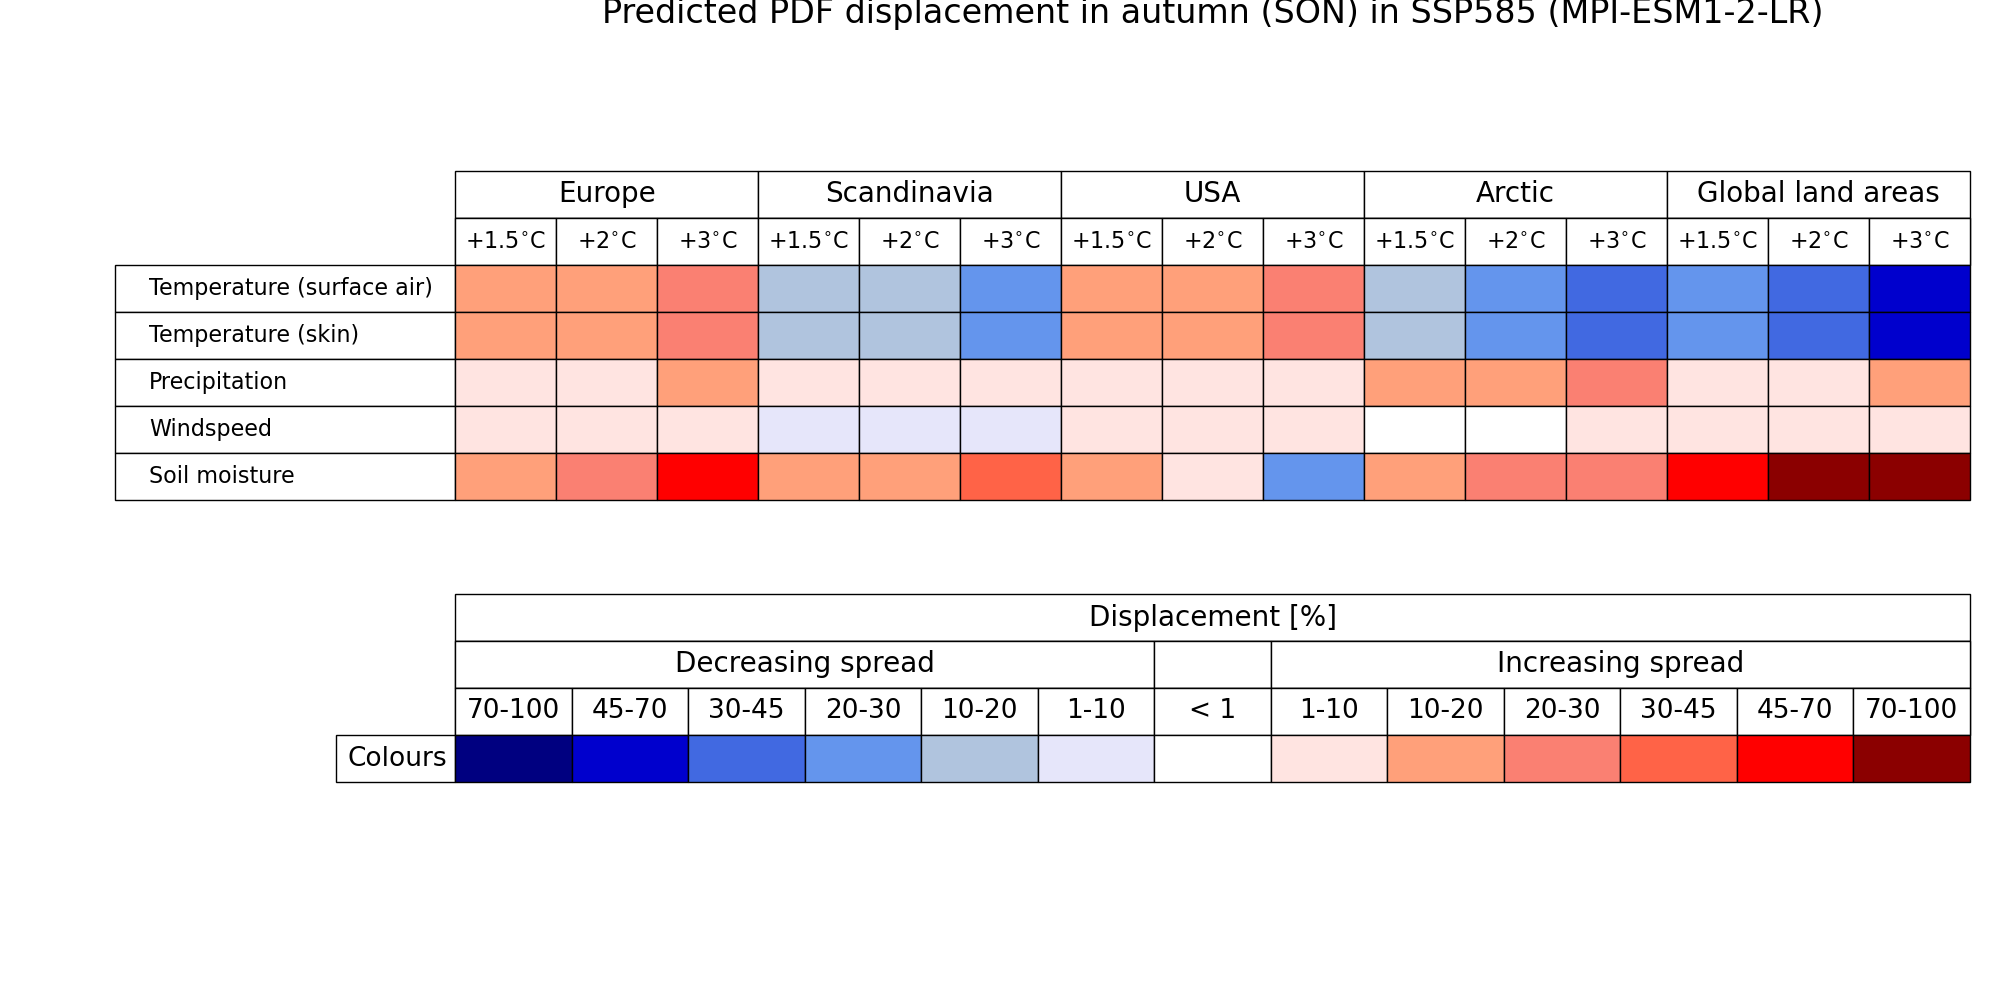 Predicted PDF displacement in autumn (SON) in SSP585 (MPI-ESM1-2-LR)
Europe Scandinavia USA Arctic Global land areas
+1.5°C +2°C +3°C +1.5°C +2°C +3°C +1.5°C +2°C +3°C +1.5°C +2°C +3°C +1.5°C +2°C +3°C
Temperature (surface air)
Temperature (skin)
Precipitation
Windspeed
Soil moisture
Displacement [%]
Decreasing spread Increasing spread
70-100 45-70 30-45 20-30 10-20 1-10 < 1 1-10 10-20 20-30 30-45 45-70 70-100
Colours